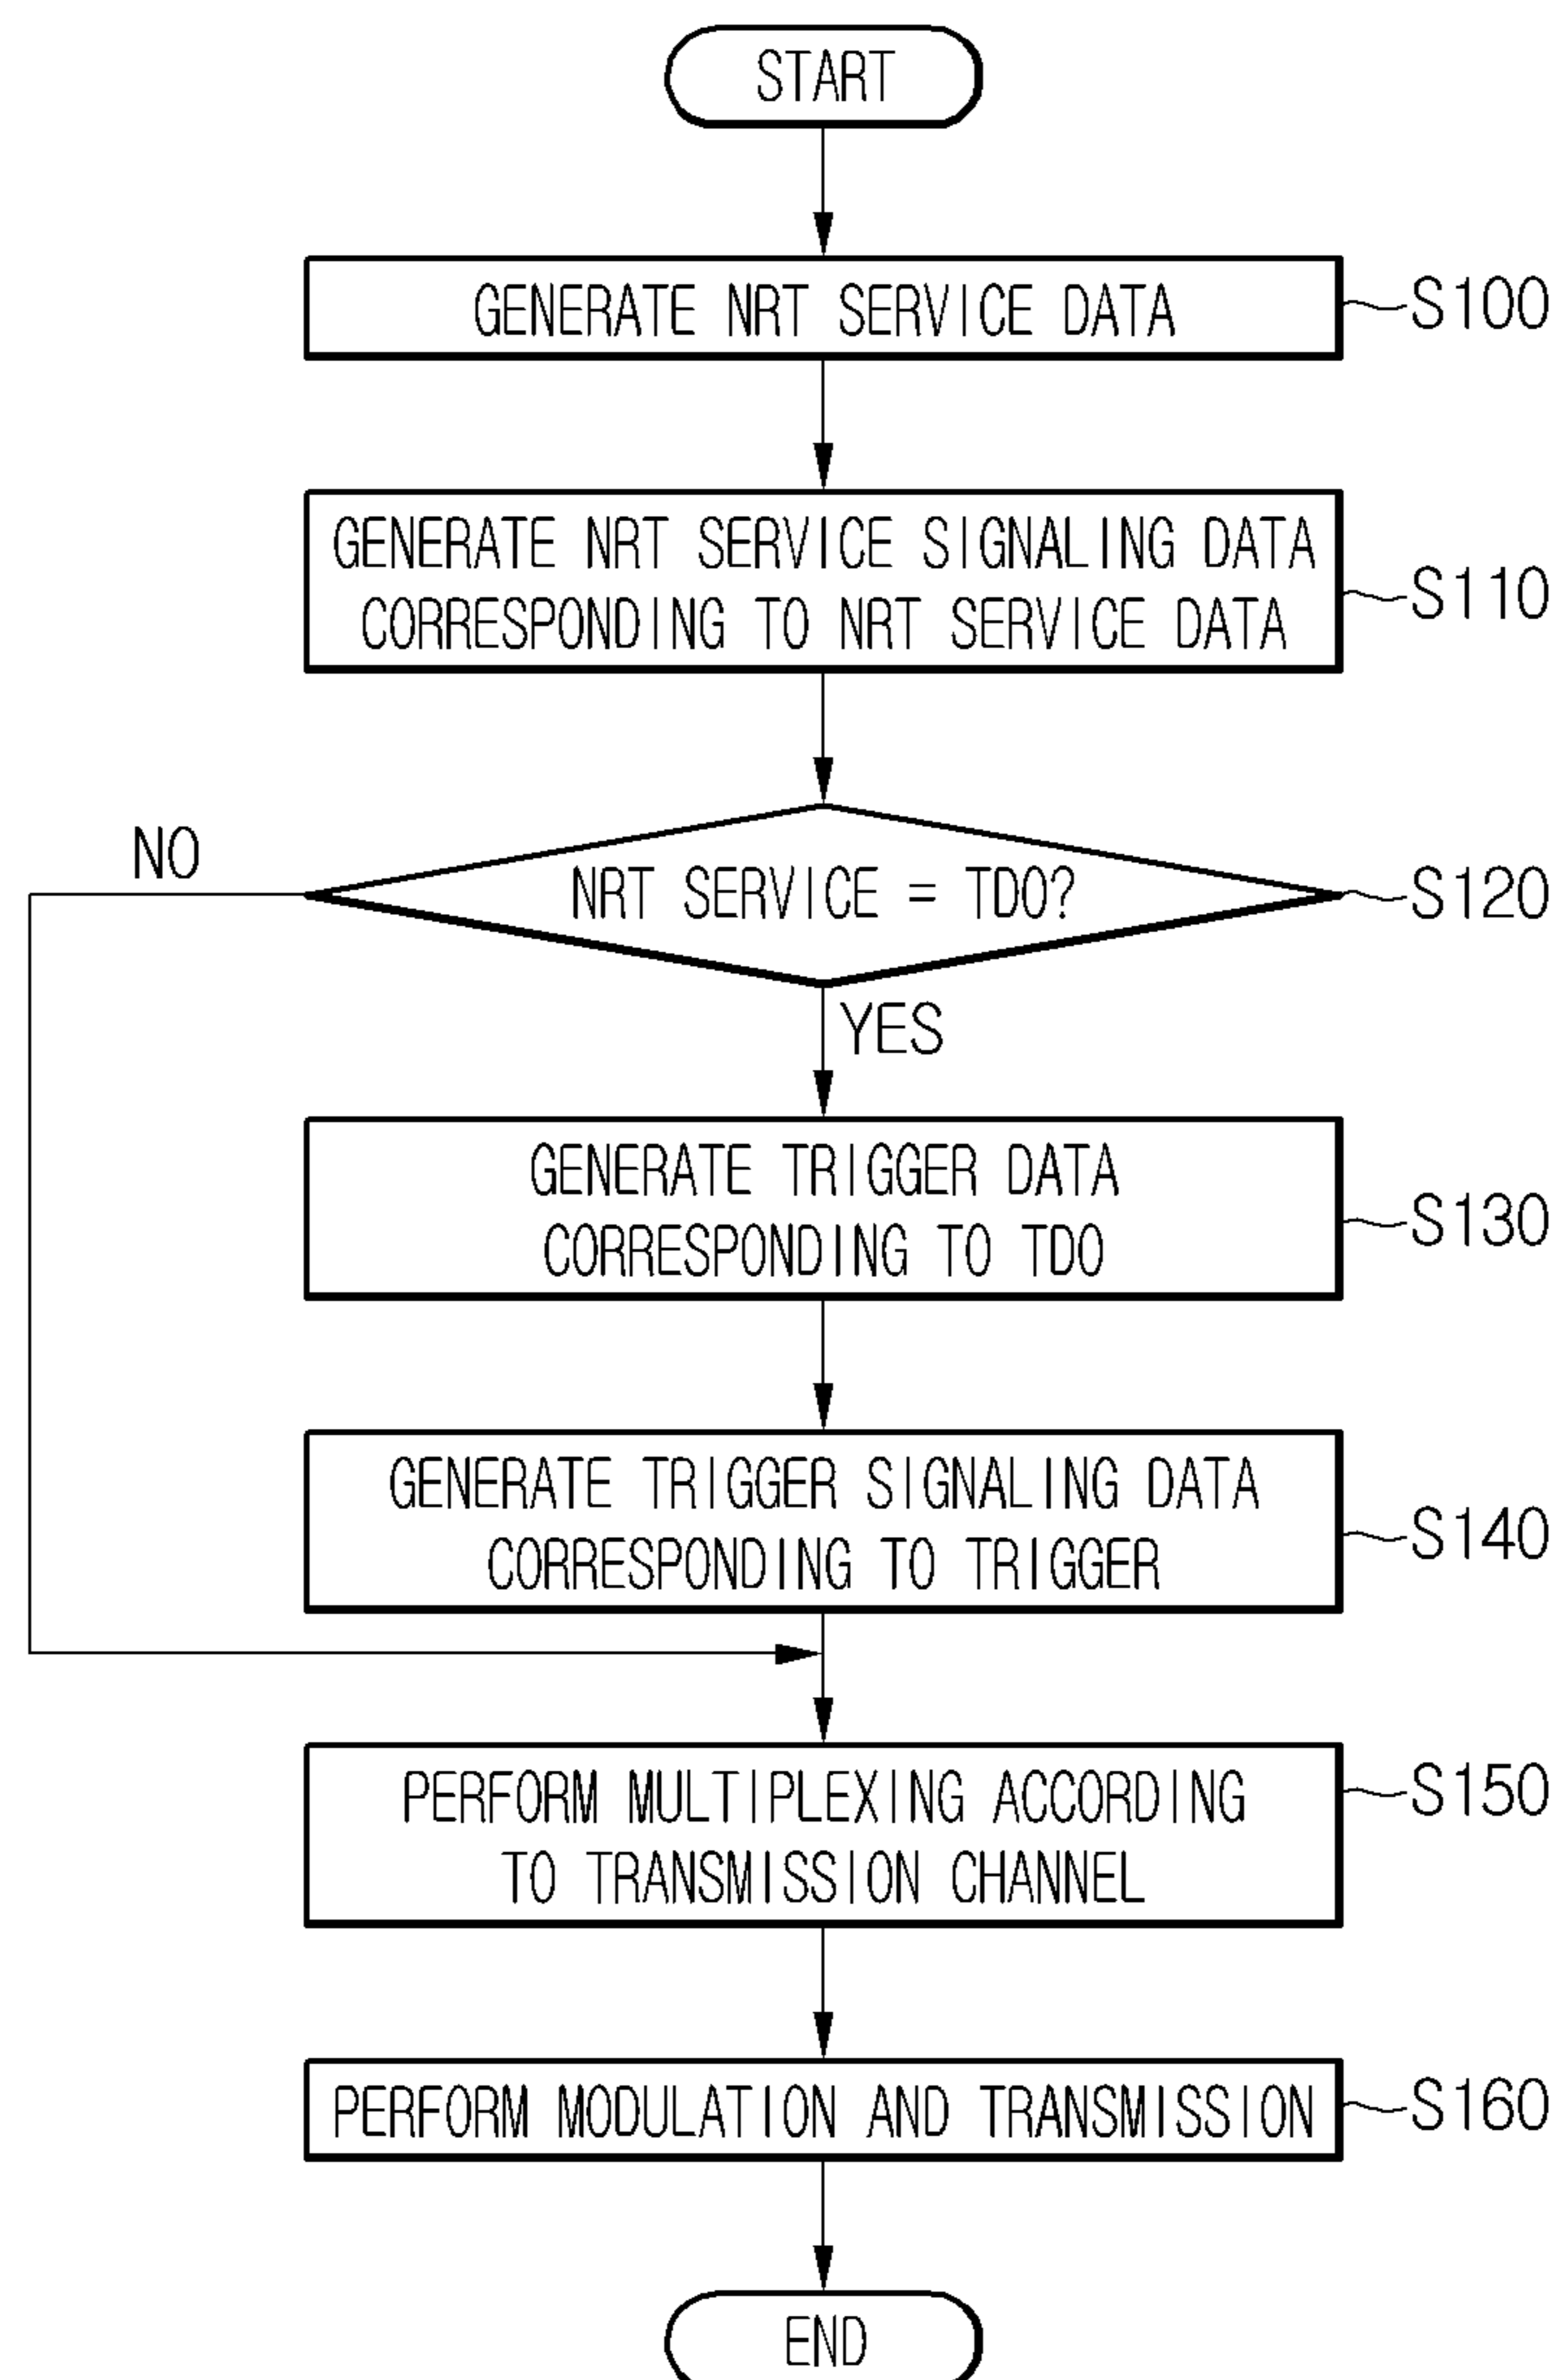 START
GENERATE NRT SERVICE DATA
S100
GENERATE NRT SERVICE SIGNALING DATA
CORRESPONDING TO NRT SERVICE DATA
S110
NO
NRT SERVICE = TDO?
S120
YES
GENERATE TRIGGER DATA
CORRESPONDING TO TDO
S130
GENERATE TRIGGER SIGNALING DATA
CORRESPONDING TO TRIGGER
S140
PERFORM MULTIPLEXING ACCORDING
TO TRANSMISSION CHANNEL
S150
PERFORM MODULATION AND TRANSMISSION
S160
END